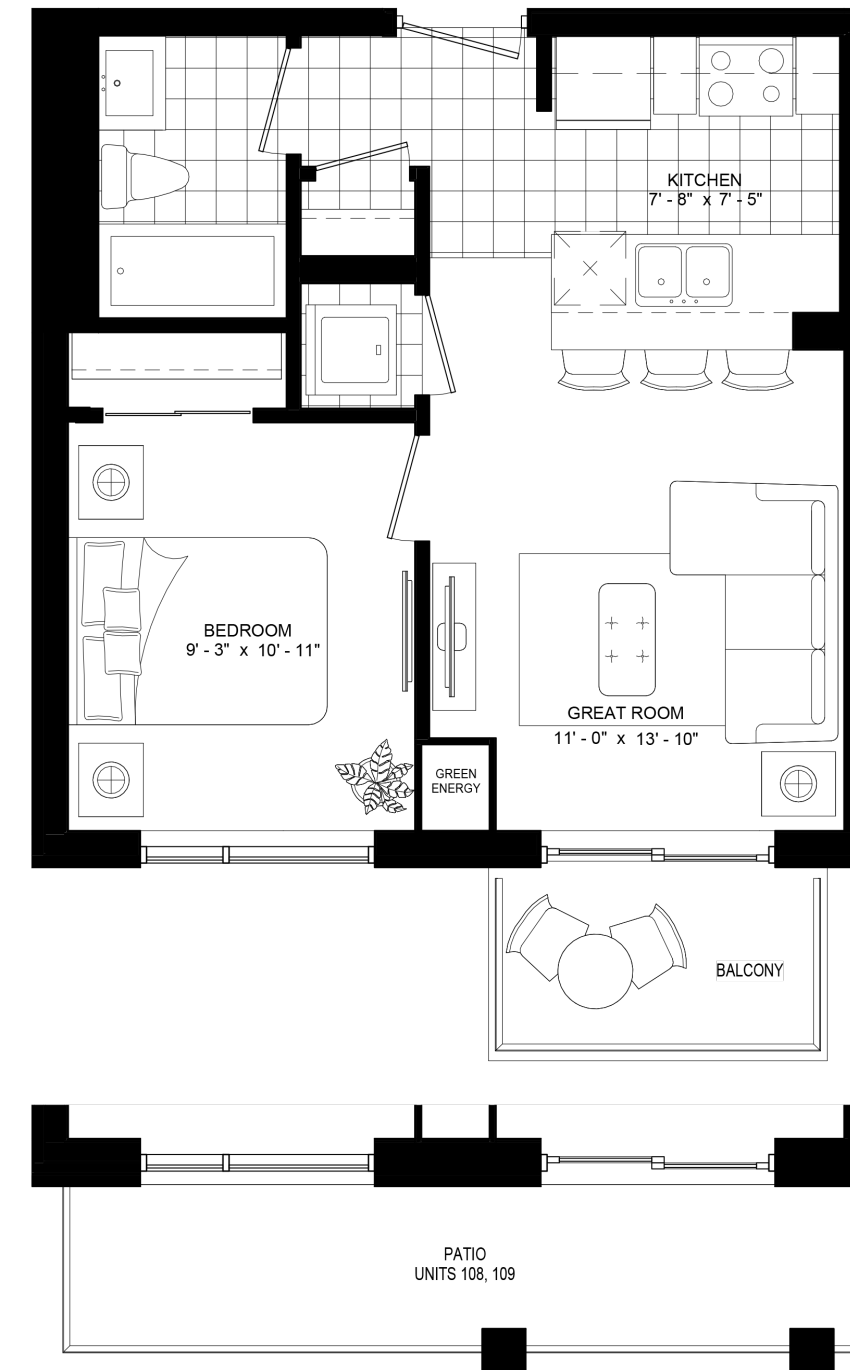 KITCHEN
7' - 8" x 7' - 5"
BEDROOM
9' - 3" x 10' - 11"
GREAT ROOM
11' - 0" x 13' - 10"
GREEN
ENERGY
BALCONY
PATIO
UNITS 108, 109